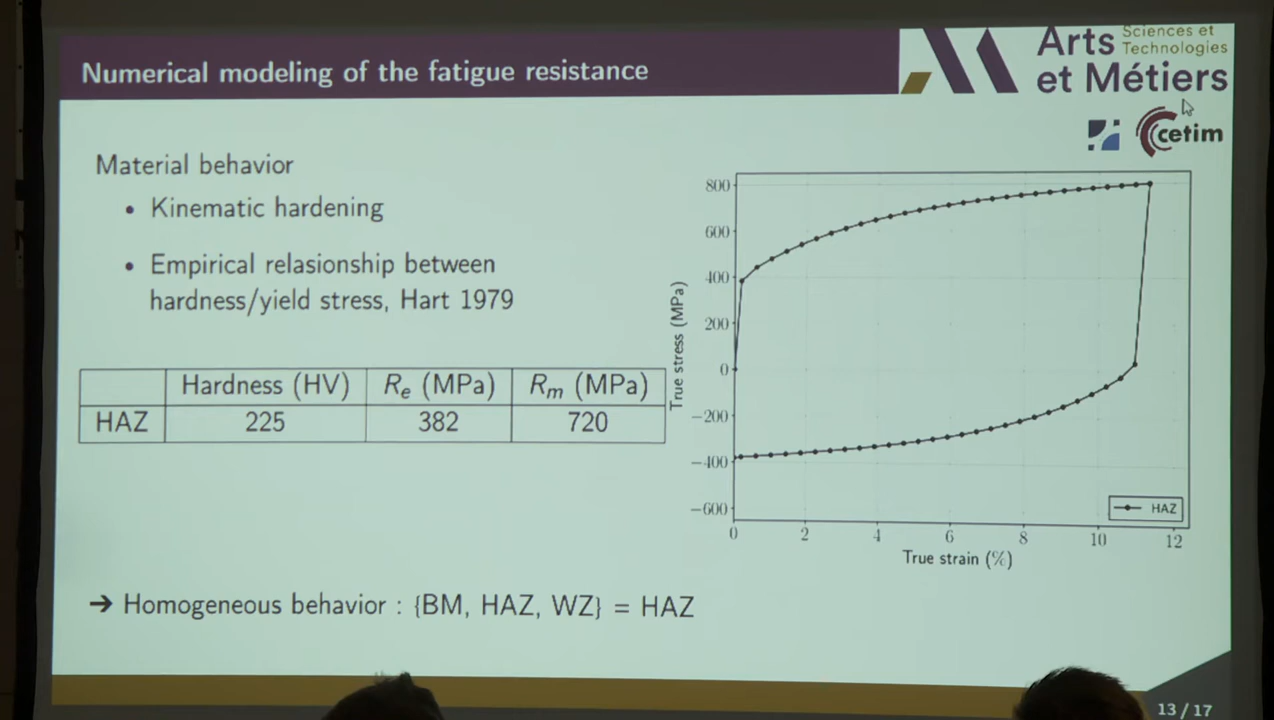 Numerical modeling of the fatigue resistance
Arts
et Métiers
Sciences et
Technologies
cetim
Material behavior
• Kinematic hardening
• Empirical relasionship between
hardness/yield stress, Hart 1979
Hardness (HV) Re (MPa) Rm (MPa)
HAZ 225 382 720
True stress (MPa)
800
600
400
200
0
−200
−400
−600
0 2 4 6 8 10 12
True strain (%)
HAZ
➔ Homogeneous behavior : {BM, HAZ, WZ} = HAZ
13 / 17